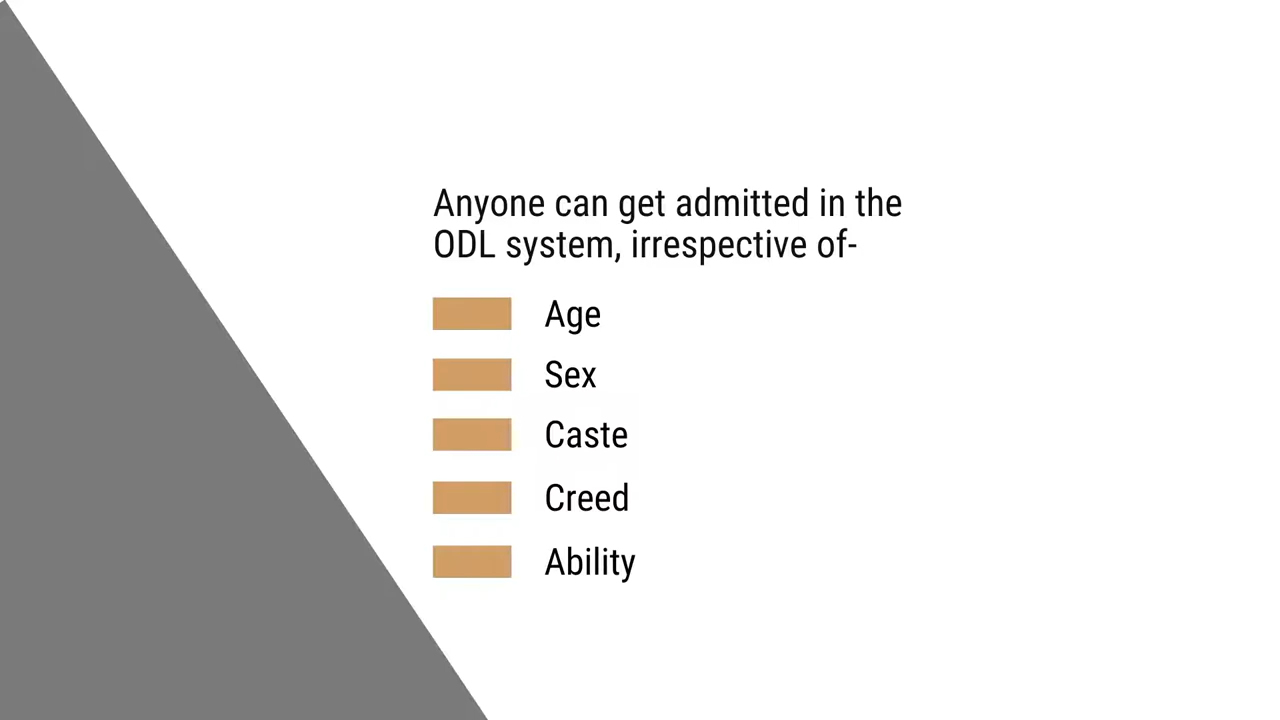 Anyone can get admitted in the
ODL system, irrespective of-
Age
Sex
Caste
Creed
Ability